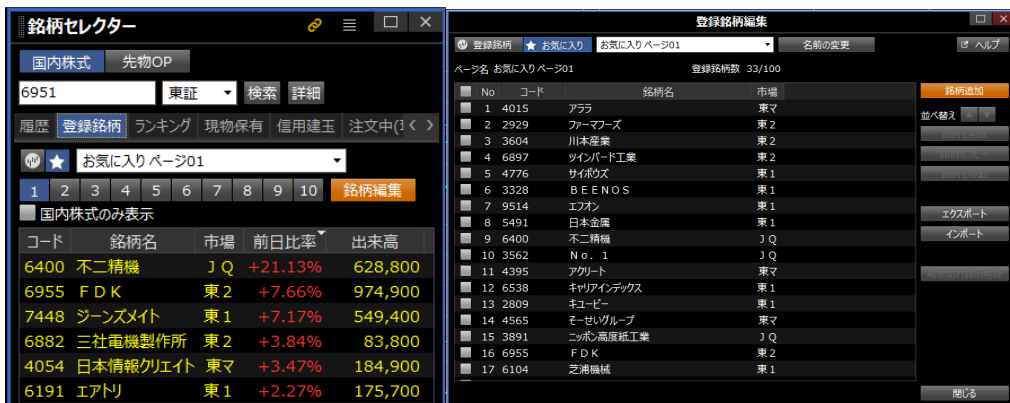 銘柄セレクター
国内株式 先物OP
6951 東証 検索 詳細
履歴 登録銘柄 ランキング 現物保有 信用建玉 注文中(
お気に入り ページ01
1 2 3 4 5 6 7 8 9 10 銘柄編集
国内株式のみ表示
コード 銘柄名 市場 前日比率 出来高
6400 不二精機 ＪＱ +21.13% 628,800
6955 ＦＤＫ 東２ +7.66% 974,900
7448 ジーンズメイト 東１ +7.17% 549,400
6882 三社電機製作所 東２ +3.84% 83,800
4054 日本情報クリエイト 東マ +3.47% 184,900
6191 エアトリ 東１ +2.27% 175,700
登録銘柄編集
登録銘柄 お気に入り お気に入り ページ01 名前の変更 ヘルプ
ページ名 お気に入り ページ01 登録銘柄数 33/100
No コード 銘柄名 市場
1 4015 アララ 東マ
2 2929 ファーマフーズ 東２
3 3604 川本産業 東２
4 6897 ツインバード工業 東２
5 4776 サイボウズ 東１
6 3328 ＢＥＥＮＯＳ 東１
7 9514 エフオン 東１
8 5491 日本金属 東１
9 6400 不二精機 ＪＱ
10 3562 Ｎｏ．１ ＪＱ
11 4395 アクリート 東マ
12 6538 キャリアインデックス 東１
13 2809 キユーピー 東１
14 4565 そーせいグループ 東マ
15 3891 ニッポン高度紙工業 ＪＱ
16 6955 ＦＤＫ 東２
17 6104 芝浦機械 東１
銘柄追加
並べ替え
エクスポート
インポート
閉じる